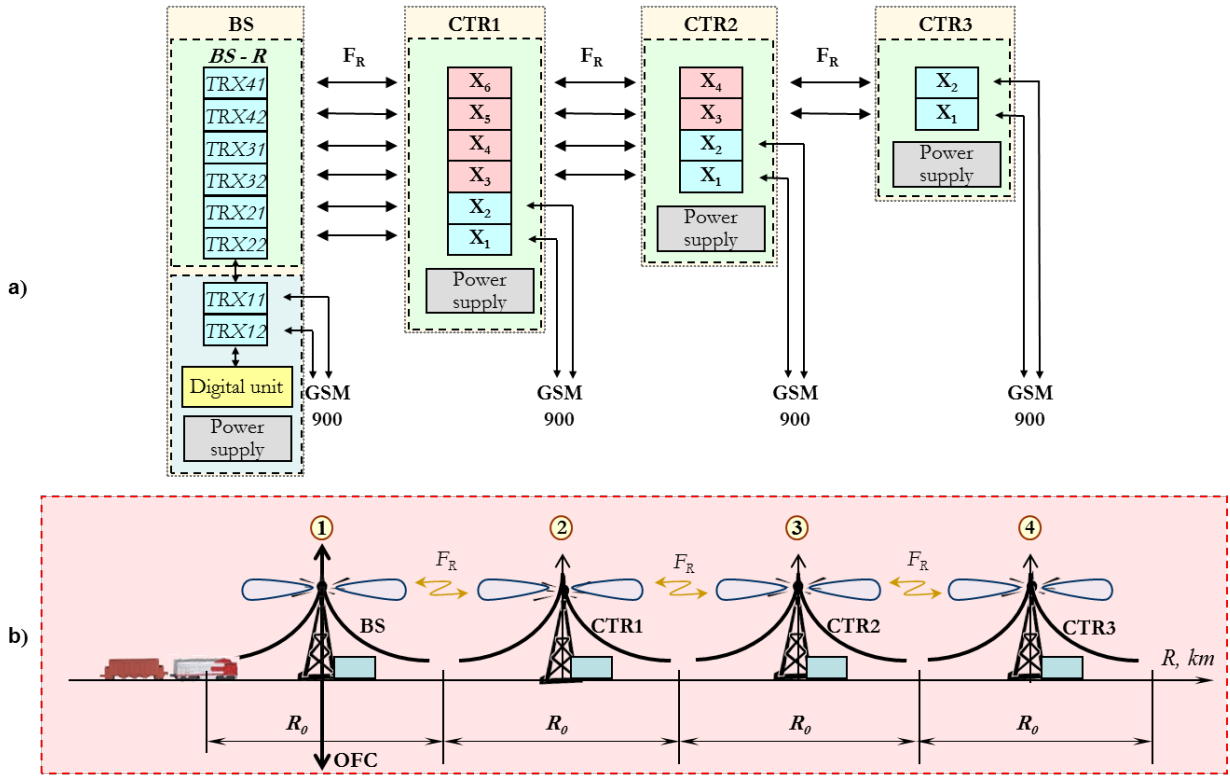 BS
BS - R
TRX41
TRX42
TRX31
TRX32
TRX21
TRX22
TRX11
TRX12
Digital unit
Power
supply
GSM
900
F_R
CTR1
X_6
X_5
X_4
X_3
X_2
X_1
Power
supply
GSM
900
F_R
CTR2
X_4
X_3
X_2
X_1
Power
supply
GSM
900
F_R
CTR3
X_2
X_1
Power
supply
GSM
900
a)
b)
1
2
3
4
F_R
F_R
F_R
BS
CTR1
CTR2
CTR3
R, km
R_0
R_0
R_0
R_0
OFC